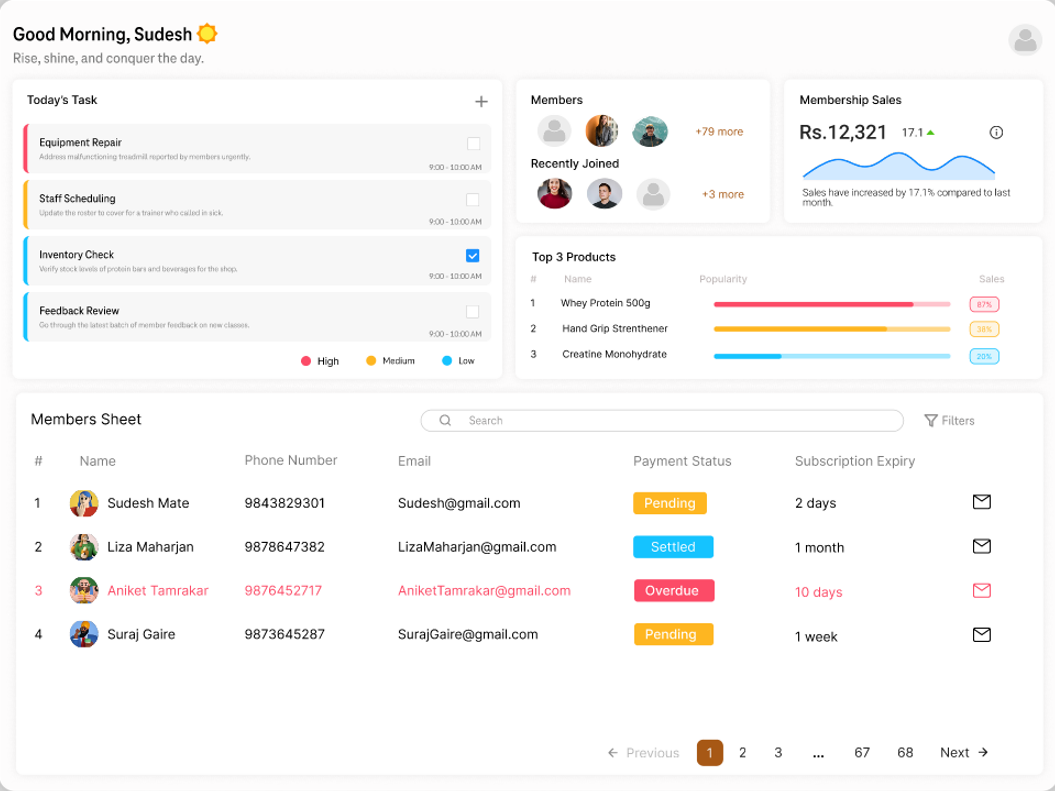 Good Morning, Sudesh
Rise, shine, and conquer the day.
Today's Task
Equipment Repair
Address malfunctioning treadmill reported by members urgently.
9:00 - 10:00 AM
Staff Scheduling
Update the roster to cover for a trainer who called in sick.
9:00 - 10:00 AM
Inventory Check
Verify stock levels of protein bars and beverages for the shop.
9:00 - 10:00 AM
Feedback Review
Go through the latest batch of member feedback on new classes.
9:00 - 10:00 AM
High Medium Low
Members
+79 more
Recently Joined
+3 more
Membership Sales
Rs.12,321 17.1
Sales have increased by 17.1% compared to last
month.
Top 3 Products
# Name Popularity Sales
1 Whey Protein 500g 87%
2 Hand Grip Strenthener 38%
3 Creatine Monohydrate 20%
Members Sheet
Search
Filters
# Name Phone Number Email Payment Status Subscription Expiry
1 Sudesh Mate 9843829301 Sudesh@gmail.com Pending 2 days
2 Liza Maharjan 9878647382 LizaMaharjan@gmail.com Settled 1 month
3 Aniket Tamrakar 9876452717 AniketTamrakar@gmail.com Overdue 10 days
4 Suraj Gaire 9873645287 SurajGaire@gmail.com Pending 1 week
← Previous 1 2 3 ... 67 68 Next →